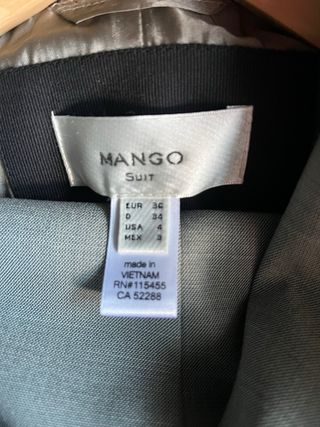 MANGO
SUIT
EUR 36
D 34
USA 4
MEX 3
made in
VIETNAM
RN#115455
CA 52288